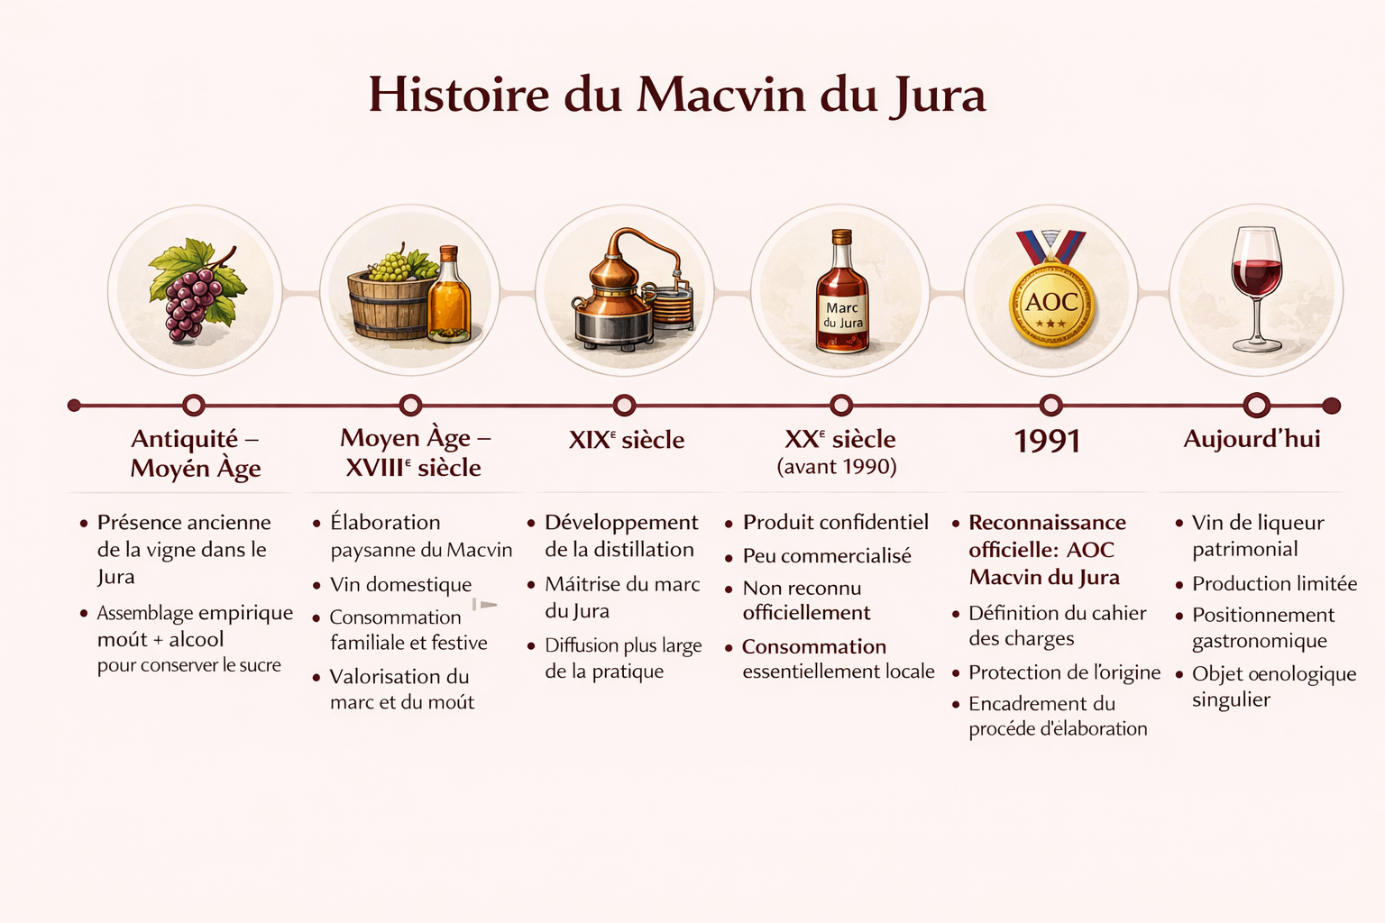 Histoire du Macvin du Jura
Marc
du Jura
AOC
Antiquité –
Moyén Àge
• Présence ancienne
de la vigne dans le
Jura
• Assemblage empirique
moút + alcool
pour conserver le sucre
Moyen Àge –
XVIIIᵉ siècle
• Élaboration
paysanne du Macvin
• Vin domestique
• Consommation
familiale et festive
• Valorisation du
marc et du moút
XIXᵉ siècle
• Développement
de la distillation
• Máitrise du marc
du Jura
• Diffusion plus large
de la pratique
XXᵉ siècle
(avant 1990)
• Produit confidentiel
• Peu commercialisé
• Non reconnu
officiellement
• Consommation
essentiellement locale
1991
• Reconnaissance
officielle: AOC
Macvin du Jura
• Définition du cahier
des charges
• Protection de l'origine
• Encadrement du
procéde d'élaboration
Aujourd'hui
• Vin de liqueur
patrimonial
• Production limitée
• Positionnement
gastronomique
• Objet œnologique
singulier